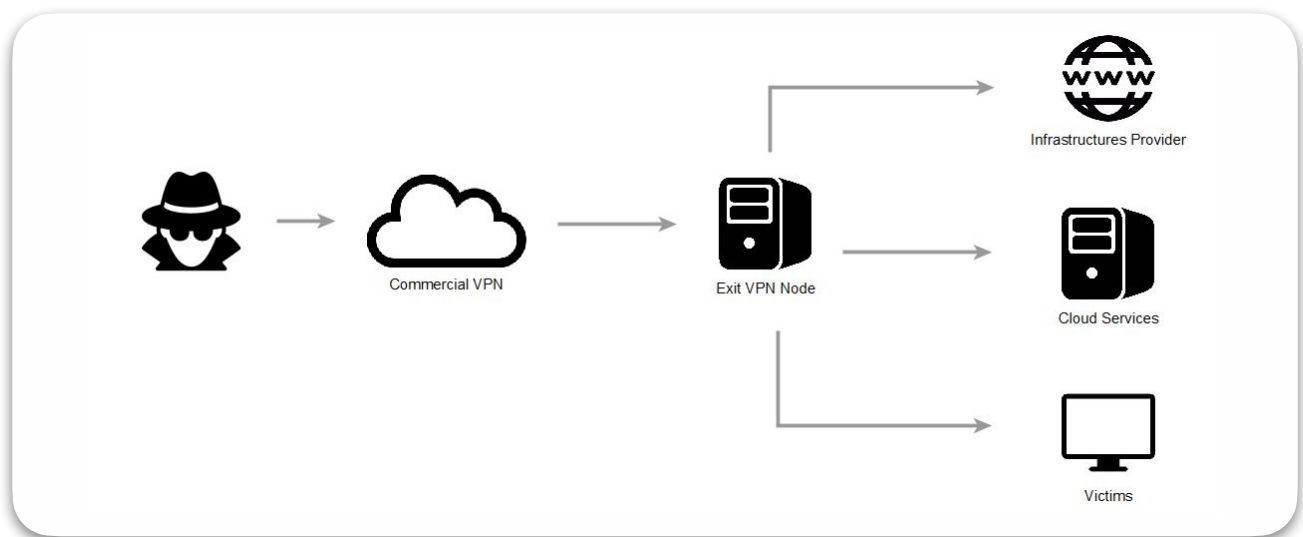 WWW
Infrastructures Provider
Commercial VPN
Exit VPN Node
Cloud Services
Victims